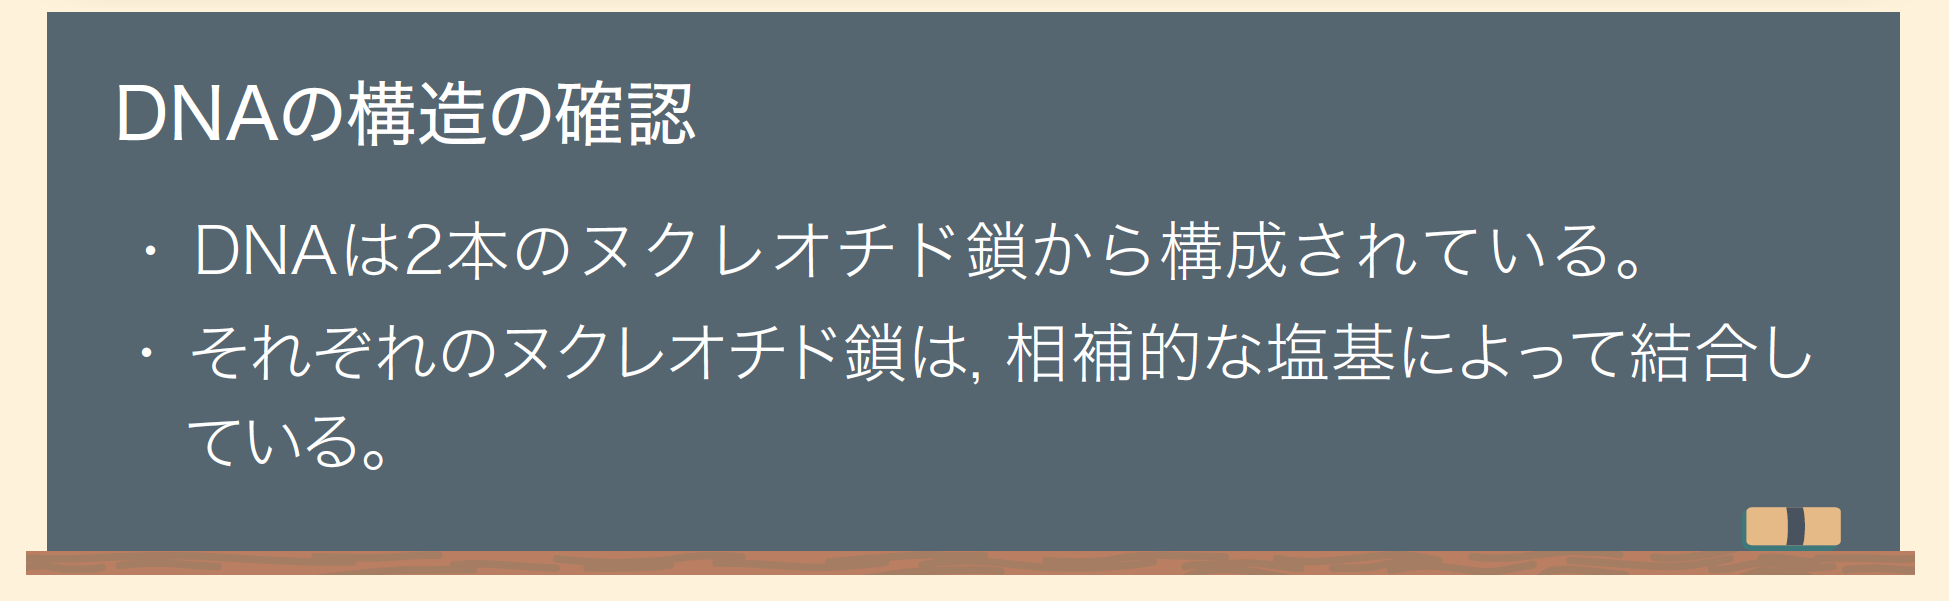 DNAの構造の確認
・DNAは2本のヌクレオチド鎖から構成されている。
・それぞれのヌクレオチド鎖は, 相補的な塩基によって結合し
ている。